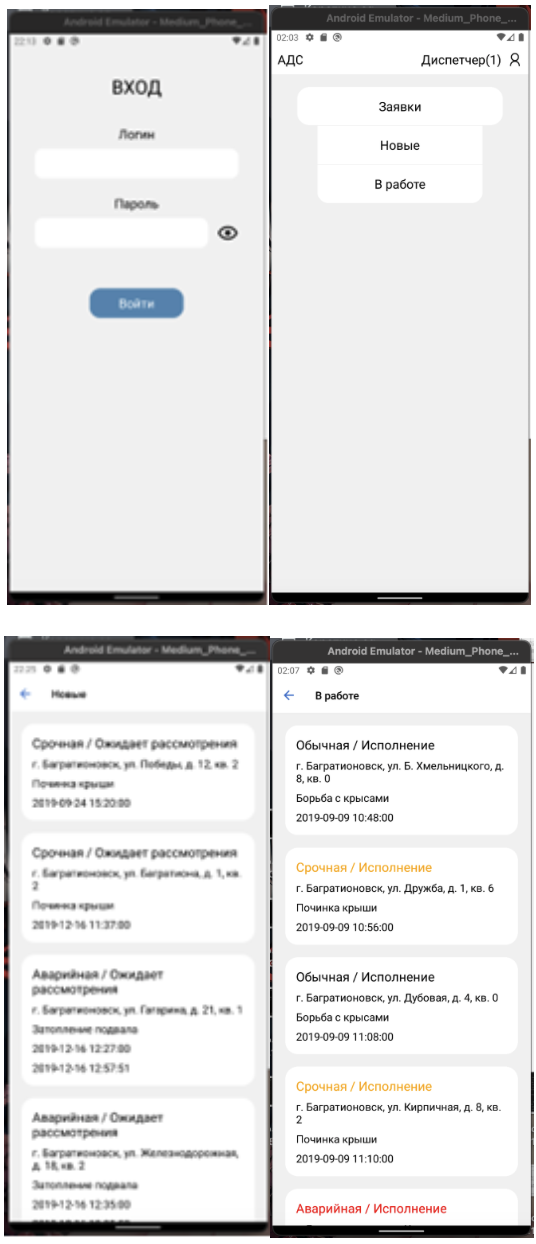 Android Emulator - Medium_Phone_...
22:13
ВХОД
Логин
Пароль
Войти
Android Emulator - Medium_Phone_...
02:03
АДС
Диспетчер(1)
Заявки
Новые
В работе
Android Emulator - Medium_Phone_...
22:25
Новые
Срочная / Ожидает рассмотрения
г. Багратионовск, ул. Победы, д. 12, кв. 2
Починка крыши
2019-09-24 15:20:00
Срочная / Ожидает рассмотрения
г. Багратионовск, ул. Багратиона, д. 1, кв.
2
Починка крыши
2019-12-16 11:37:00
Аварийная / Ожидает
рассмотрения
г. Багратионовск, ул. Гагарина, д. 21, кв. 1
Затопление подвала
2019-12-16 12:27:00
2019-12-16 12:57:51
Аварийная / Ожидает
рассмотрения
г. Багратионовск, ул. Железнодорожная,
д. 18, кв. 2
Затопление подвала
2019-12-16 12:35:00
Android Emulator - Medium_Phone_...
02:07
В работе
Обычная / Исполнение
г. Багратионовск, ул. Б. Хмельницкого, д.
8, кв. 0
Борьба с крысами
2019-09-09 10:48:00
Срочная / Исполнение
г. Багратионовск, ул. Дружба, д. 1, кв. 6
Починка крыши
2019-09-09 10:56:00
Обычная / Исполнение
г. Багратионовск, ул. Дубовая, д. 4, кв. 0
Борьба с крысами
2019-09-09 11:08:00
Срочная / Исполнение
г. Багратионовск, ул. Кирпичная, д. 8, кв.
2
Починка крыши
2019-09-09 11:10:00
Аварийная / Исполнение